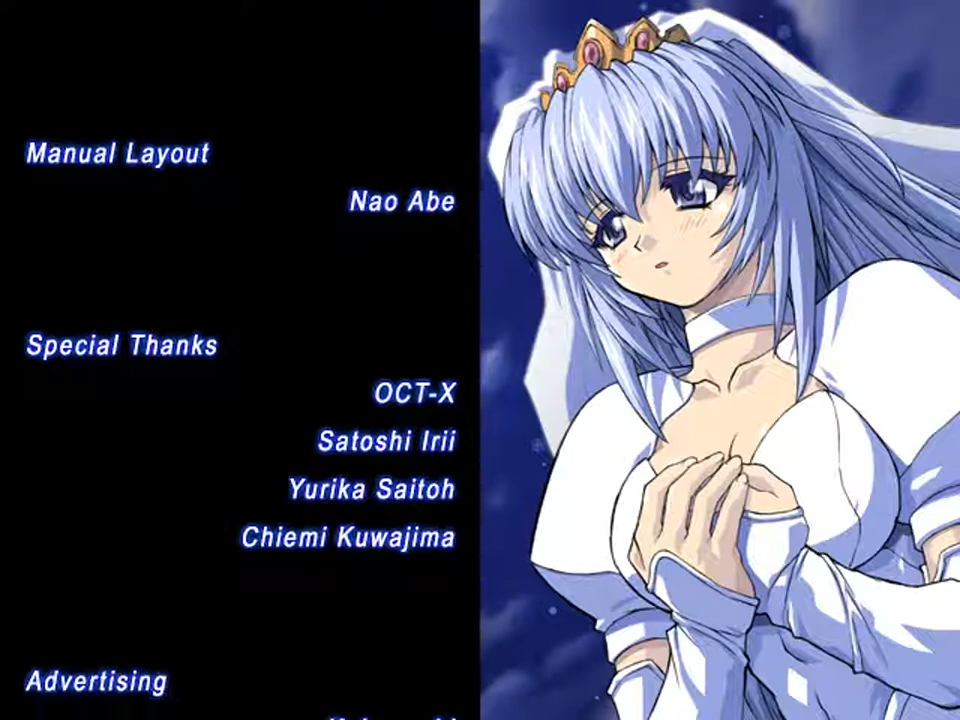 Manual Layout
Nao Abe
Special Thanks
OCT-X
Satoshi Irii
Yurika Saitoh
Chiemi Kuwajima
Advertising